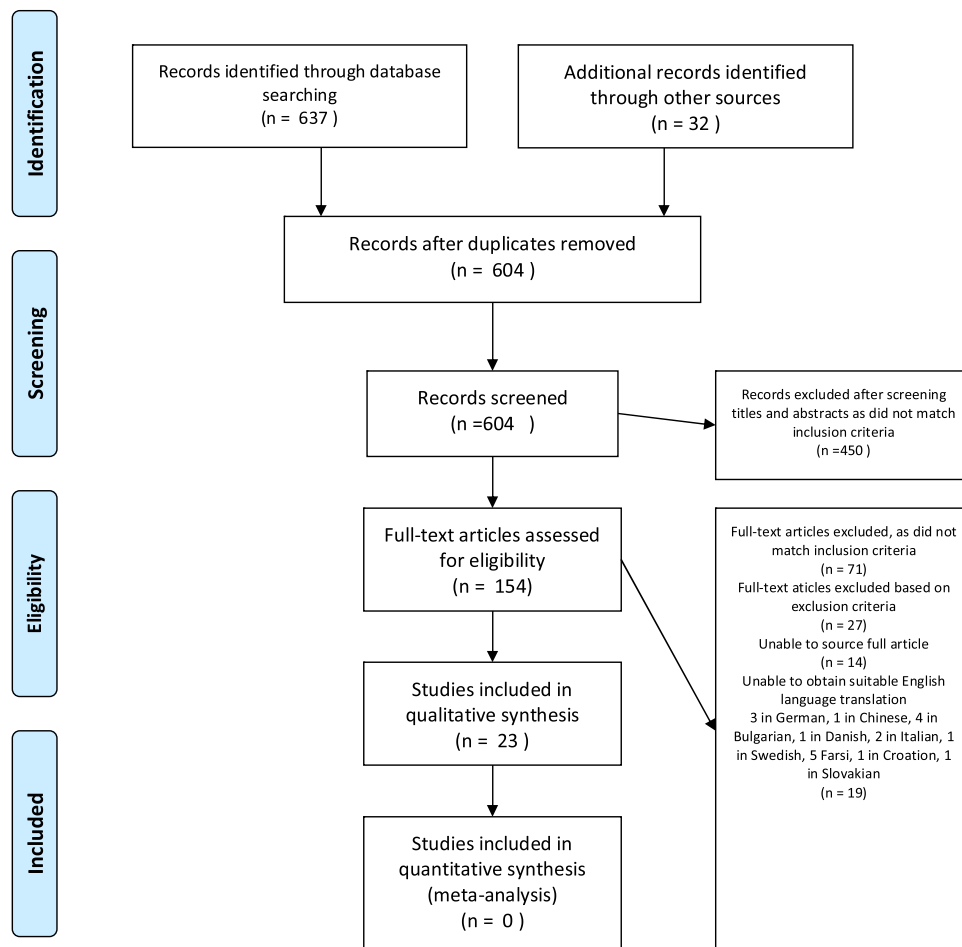 Identification
Records identified through database
searching
(n = 637 )
Additional records identified
through other sources
(n = 32 )
Records after duplicates removed
(n = 604 )
Screening
Records screened
(n =604 )
Records excluded after screening
titles and abstracts as did not match
inclusion criteria
(n =450 )
Eligibility
Full-text articles assessed
for eligibility
(n = 154)
Full-text articles excluded, as did not
match inclusion criteria
(n = 71)
Full-text aticles excluded based on
exclusion criteria
(n = 27)
Unable to source full article
(n = 14)
Unable to obtain suitable English
language translation
3 in German, 1 in Chinese, 4 in
Bulgarian, 1 in Danish, 2 in Italian, 1
in Swedish, 5 Farsi, 1 in Croation, 1
in Slovakian
(n = 19)
Studies included in
qualitative synthesis
(n = 23 )
Included
Studies included in
quantitative synthesis
(meta-analysis)
(n = 0 )